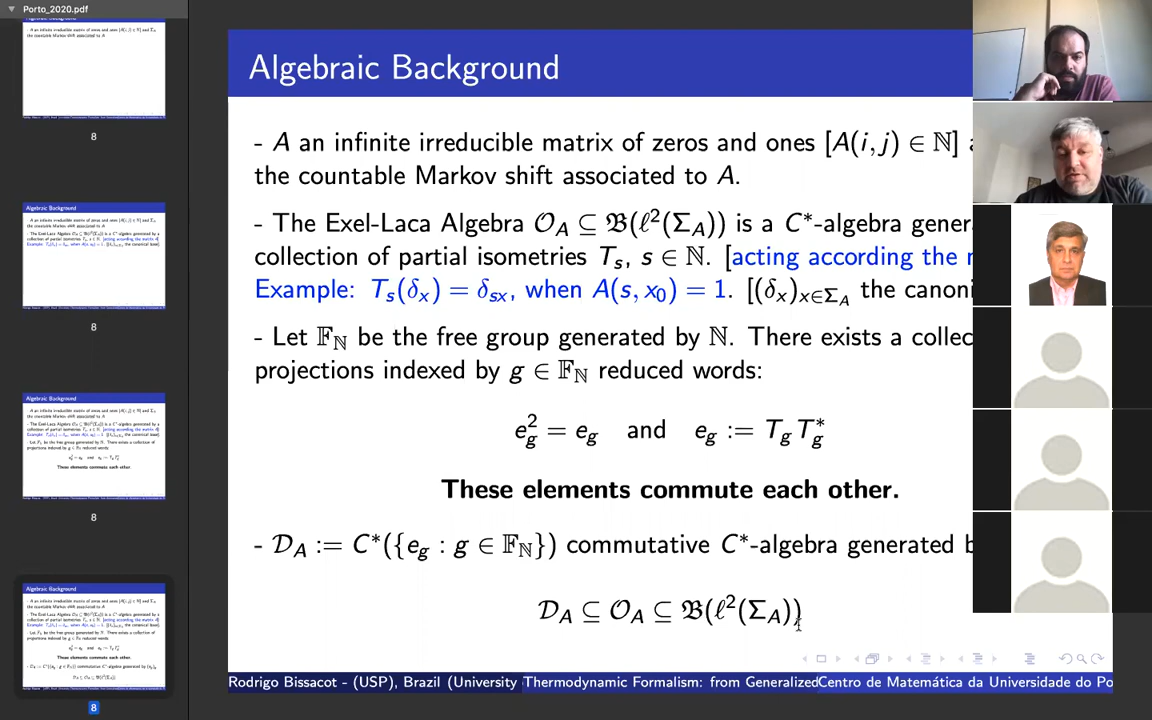 Porto_2020.pdf
8
8
8
8
Algebraic Background
- A an infinite irreducible matrix of zeros and ones [A(i, j) ∈ ℕ]
the countable Markov shift associated to A.
- The Exel-Laca Algebra 𝒪_A ⊆ 𝔅(ℓ²(Σ_A)) is a C*-algebra gener
collection of partial isometries T_s, s ∈ ℕ. [acting according the
Example: T_s(δ_x) = δ_sx, when A(s, x_0) = 1. [(δ_x)_{x∈Σ_A} the canoni
- Let 𝔽_ℕ be the free group generated by ℕ. There exists a collec
projections indexed by g ∈ 𝔽_ℕ reduced words:
e_g^2 = e_g and e_g := T_g T_g^*
These elements commute each other.
- 𝒟_A := C*({e_g : g ∈ 𝔽_ℕ}) commutative C*-algebra generated b
𝒟_A ⊆ 𝒪_A ⊆ 𝔅(ℓ²(Σ_A))
Rodrigo Bissacot - (USP), Brazil (University Thermodynamic Formalism: from Generalized Centro de Matemática da Universidade do Po